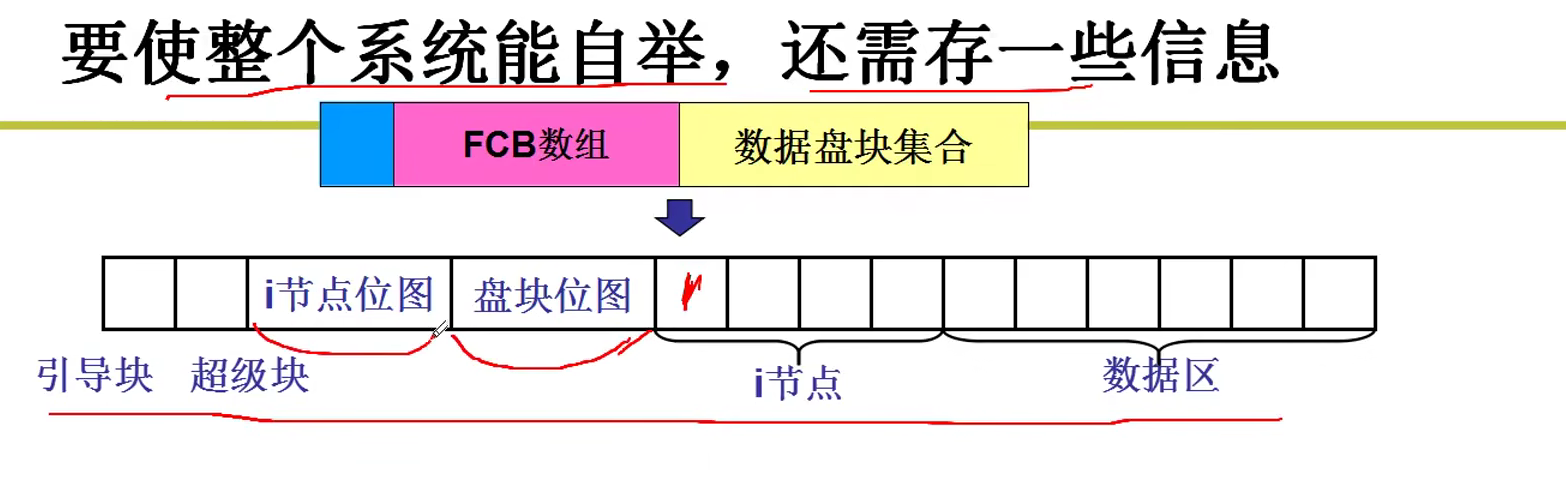 要使整个系统能自举，还需存一些信息
FCB数组 数据盘块集合
i节点位图 盘块位图
引导块 超级块 i节点 数据区